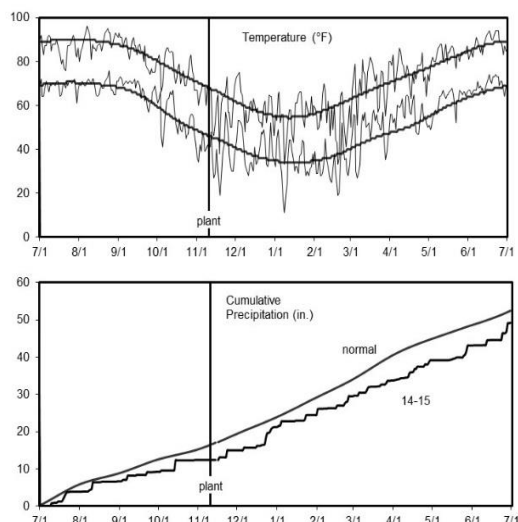 100
Temperature (°F)
80
60
40
20
plant
0
7/1 8/1 9/1 10/1 11/1 12/1 1/1 2/1 3/1 4/1 5/1 6/1 7/1
60
Cumulative
Precipitation (in.)
50
normal
40
30
14-15
20
10
plant
0
7/1 8/1 9/1 10/1 11/1 12/1 1/1 2/1 3/1 4/1 5/1 6/1 7/1